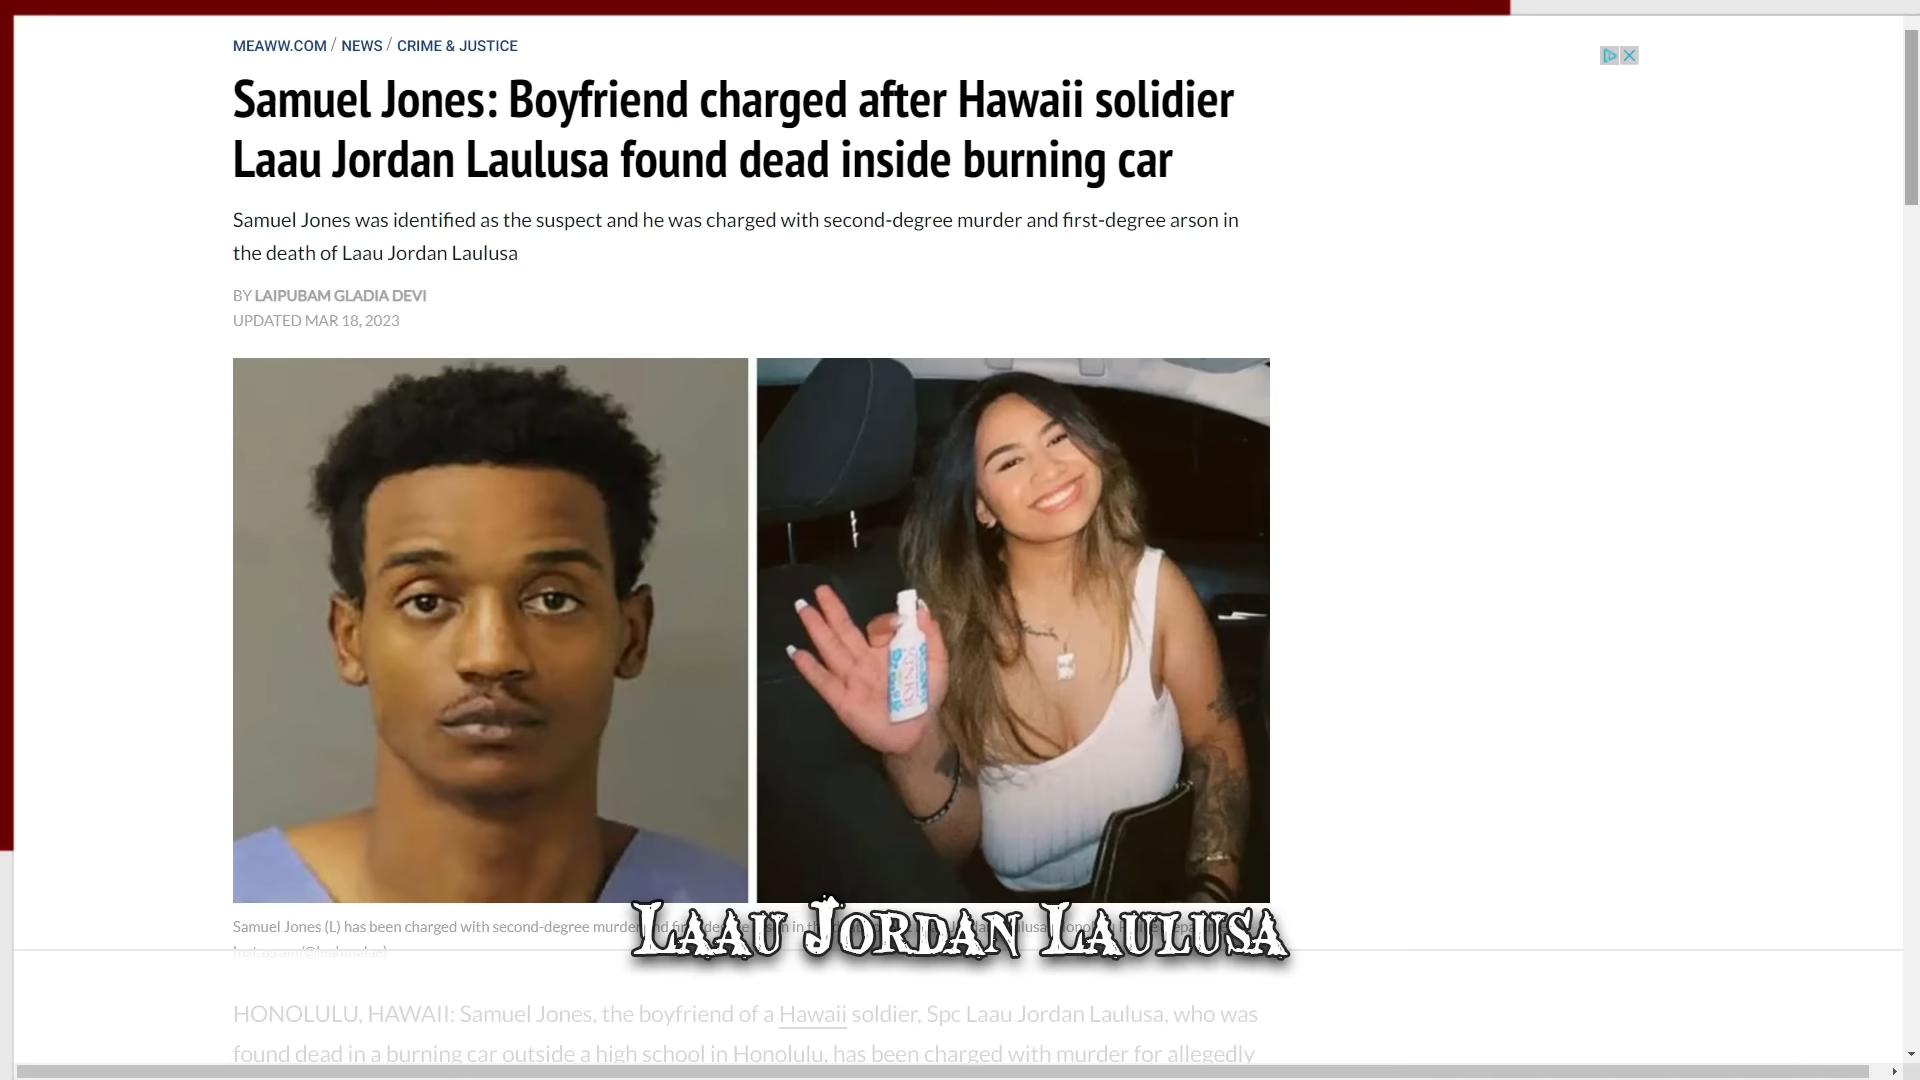 MEAWW.COM / NEWS / CRIME & JUSTICE
Samuel Jones: Boyfriend charged after Hawaii solidier
Laau Jordan Laulusa found dead inside burning car
Samuel Jones was identified as the suspect and he was charged with second-degree murder and first-degree arson in
the death of Laau Jordan Laulusa
BY LAIPUBAM GLADIA DEVI
UPDATED MAR 18, 2023
KINKY
Samuel Jones (L) has been charged with second-degree murder
LAAU JORDAN LAULUSA
HONOLULU, HAWAII: Samuel Jones, the boyfriend of a Hawaii soldier, Spc Laau Jordan Laulusa, who was
found dead in a burning car outside a high school in Honolulu, has been charged with murder for allegedly